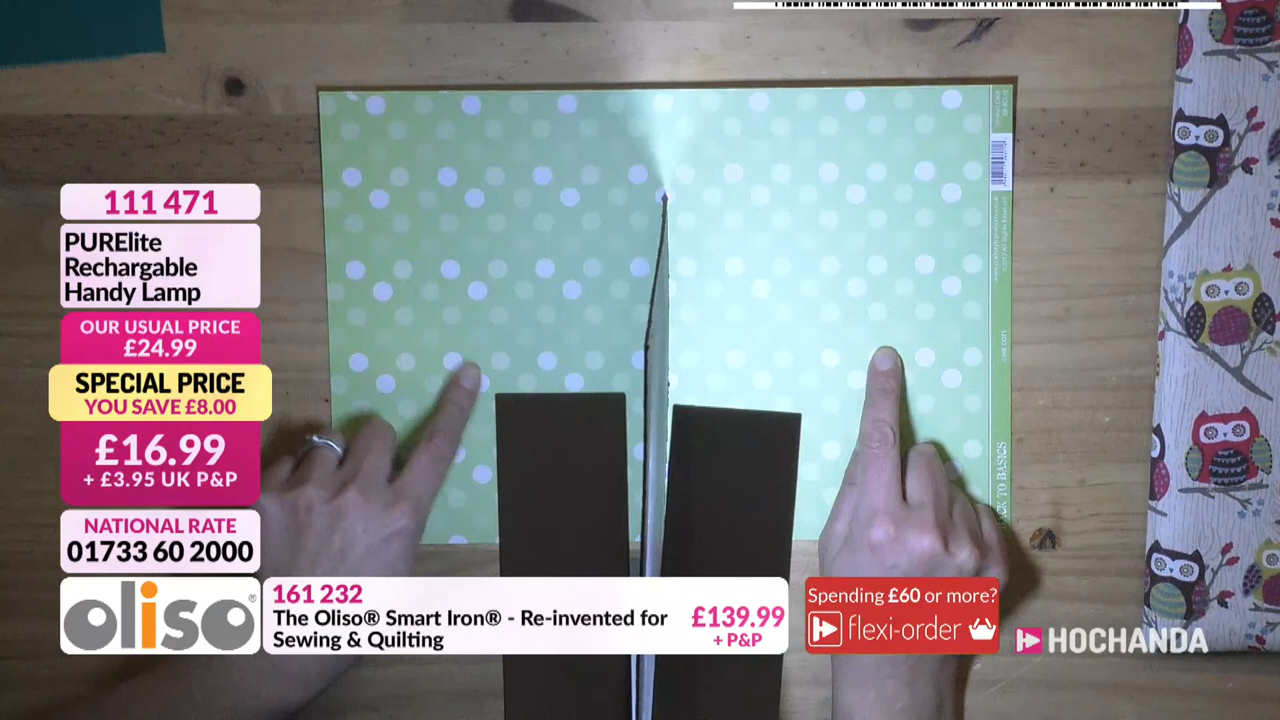 111 471
PURElite
Rechargable
Handy Lamp
OUR USUAL PRICE
£24.99
SPECIAL PRICE
YOU SAVE £8.00
£16.99
+ £3.95 UK P&P
NATIONAL RATE
01733 60 2000
oliso®
161 232
The Oliso® Smart Iron® - Re-invented for
Sewing & Quilting
£139.99
+ P&P
Spending £60 or more?
flexi-order
HOCHANDA
BACK TO BASICS